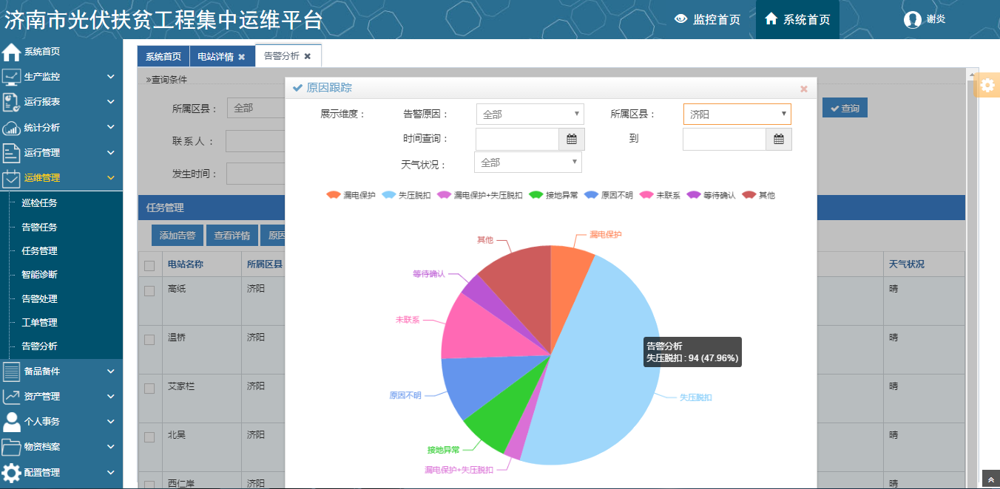 济南市光伏扶贫工程集中运维平台
监控首页
系统首页
谢炎
系统首页
生产监控
运行报表
统计分析
运行管理
运维管理
巡检任务
告警任务
任务管理
智能诊断
告警处理
工单管理
告警分析
备品备件
资产管理
个人事务
物资档案
配置管理
系统首页
电站详情 ×
告警分析 ×
»查询条件
所属区县： 全部
联 系 人 ：
发生时间：
查询
任务管理
添加告警
查看详情
原因
电站名称 所属区县 天气状况
高纸 济阳 晴
温桥 济阳 晴
艾家栏 济阳 晴
北吴 济阳 晴
西仁岸 济阳 晴
原因跟踪
×
展示维度： 告警原因： 全部 所属区县： 济阳
时间查询： 到
天气状况： 全部
漏电保护 失压脱扣 漏电保护+失压脱扣 接地异常 原因不明 未联系 等待确认 其他
其他
漏电保护
等待确认
未联系
告警分析
失压脱扣 : 94 (47.96%)
原因不明
失压脱扣
接地异常
漏电保护+失压脱扣